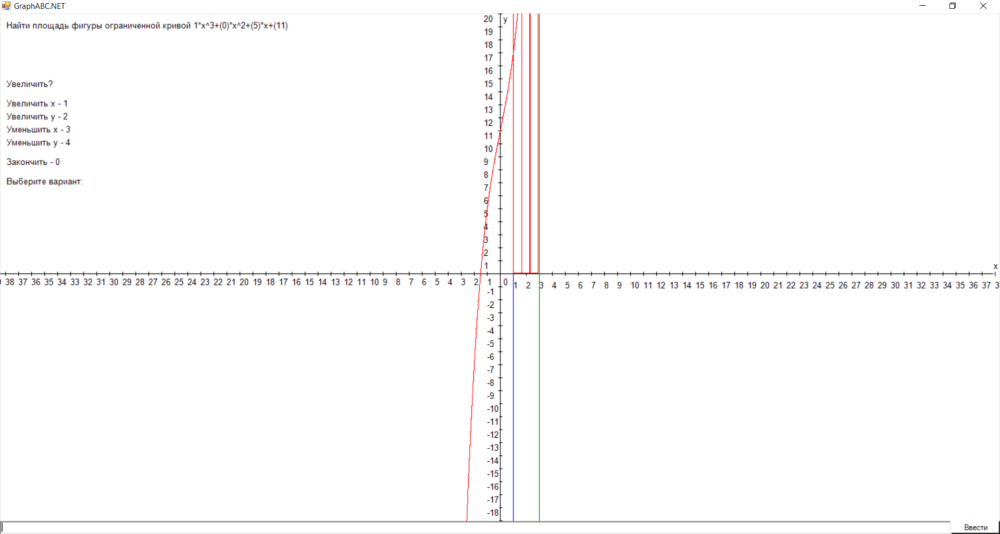 GraphABC.NET
Найти площадь фигуры ограниченной кривой 1*x^3+(0)*x^2+(5)*x+(11)
Увеличить?
Увеличить x - 1
Увеличить y - 2
Уменьшить x - 3
Уменьшить y - 4
Закончить - 0
Выберите вариант:
y
20
19
18
17
16
15
14
13
12
11
10
9
8
7
6
5
4
3
2
1
x
38 37 36 35 34 33 32 31 30 29 28 27 26 25 24 23 22 21 20 19 18 17 16 15 14 13 12 11 10 9 8 7 6 5 4 3 2 1 0 1 2 3 4 5 6 7 8 9 10 11 12 13 14 15 16 17 18 19 20 21 22 23 24 25 26 27 28 29 30 31 32 33 34 35 36 37
-1
-2
-3
-4
-5
-6
-7
-8
-9
-10
-11
-12
-13
-14
-15
-16
-17
-18
Ввести